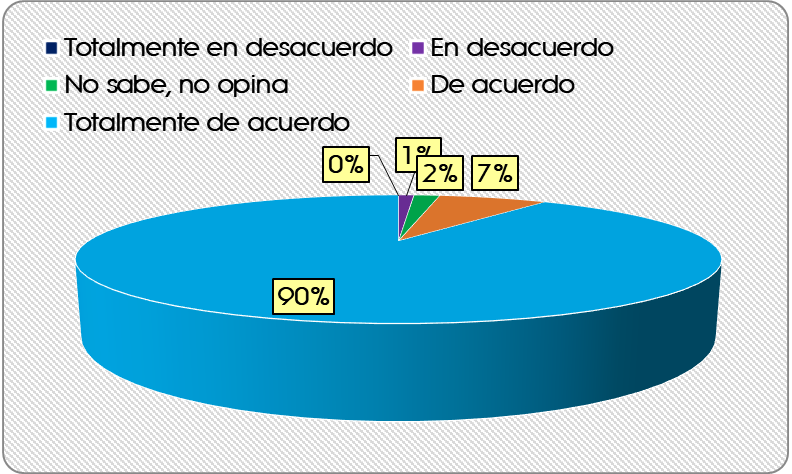 Totalmente en desacuerdo En desacuerdo
No sabe, no opina De acuerdo
Totalmente de acuerdo
0% 1%
2% 7%
90%